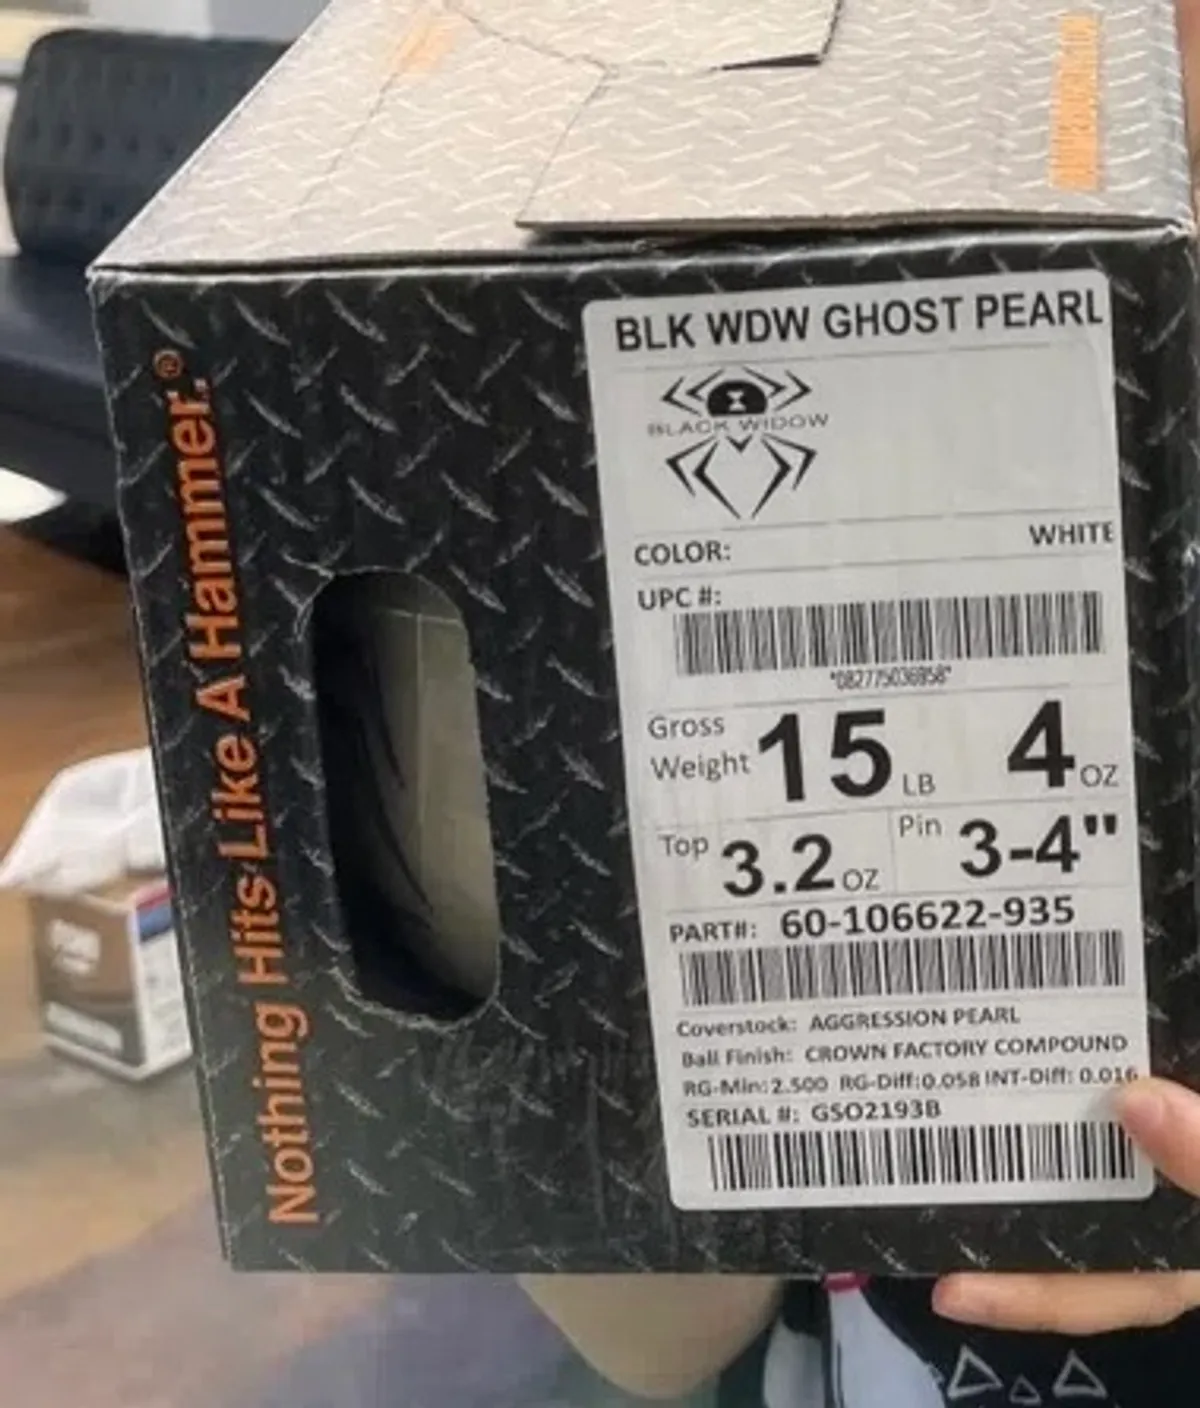 Nothing Hits Like A Hammer.®
BLK WDW GHOST PEARL
BLACK WIDOW
COLOR: WHITE
UPC #:
*082775036958*
Gross Weight 15 LB 4 OZ
Top 3.2 OZ Pin 3-4"
PART#: 60-106622-935
Coverstock: AGGRESSION PEARL
Ball Finish: CROWN FACTORY COMPOUND
RG-Min: 2.500 RG-Diff: 0.058 INT-Diff: 0.016
SERIAL #: GSO2193B